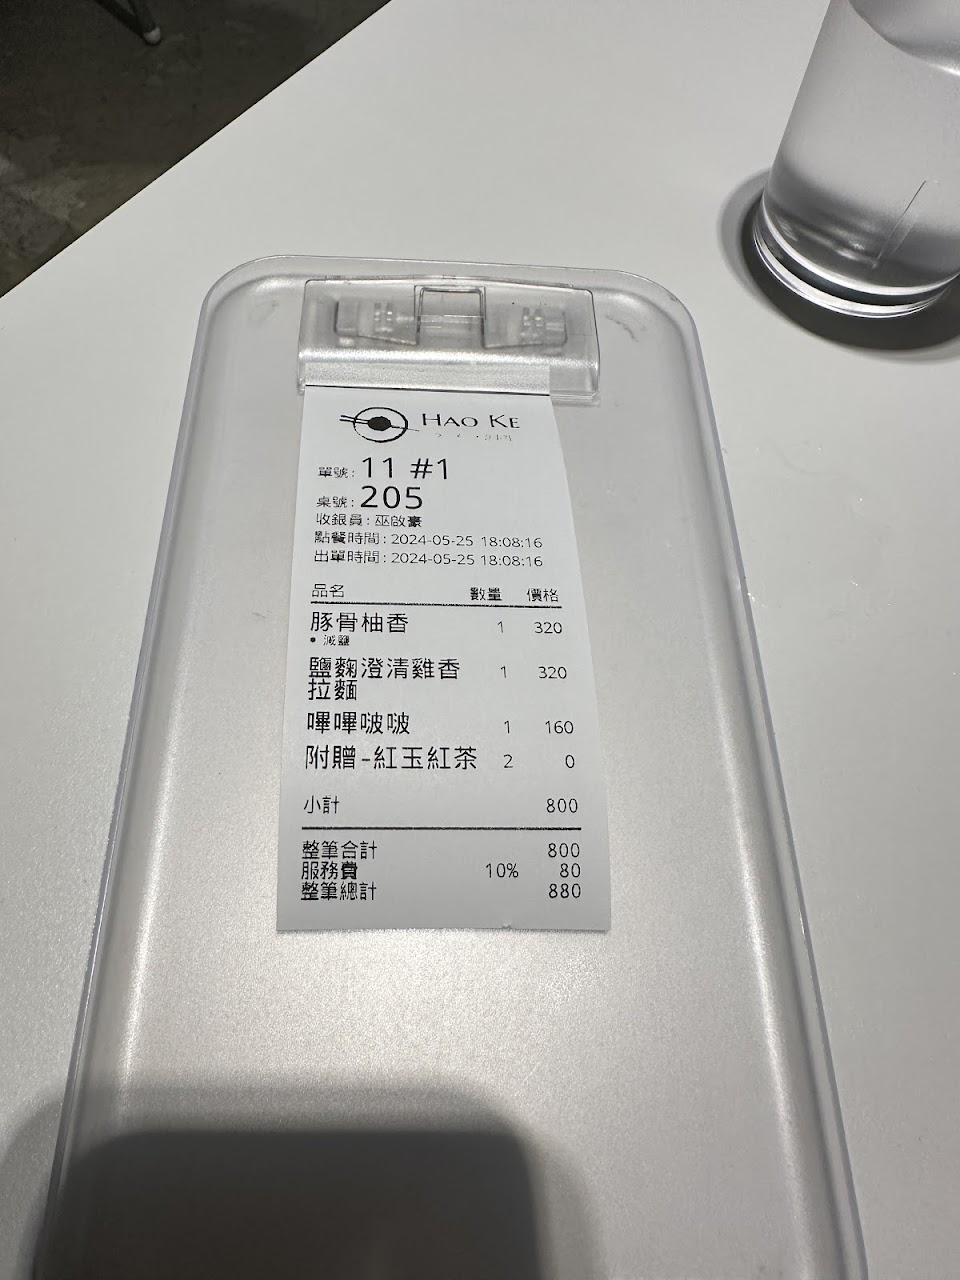 HAO KE
單號: 11 #1
桌號: 205
收銀員: 巫啟豪
點餐時間: 2024-05-25 18:08:16
出單時間: 2024-05-25 18:08:16
品名 數量 價格
豚骨柚香 1 320
• 減鹽
鹽麴澄清雞香 1 320
拉麵
嗶嗶啵啵 1 160
附贈-紅玉紅茶 2 0
小計 800
整筆合計 800
服務費 10% 80
整筆總計 880